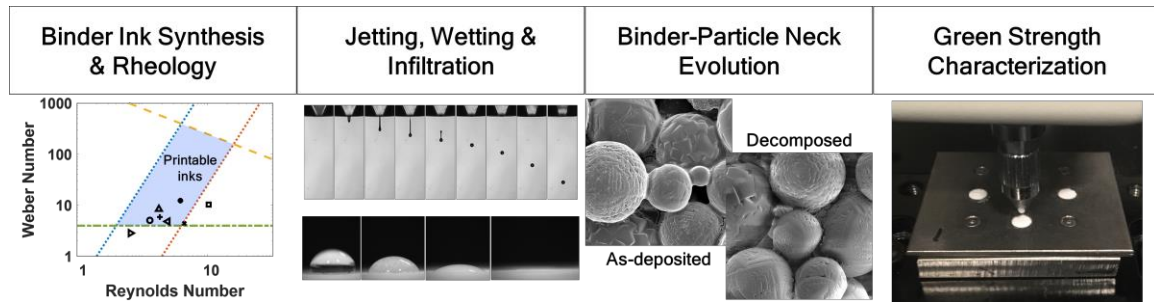 Binder Ink Synthesis
& Rheology
Jetting, Wetting &
Infiltration
Binder-Particle Neck
Evolution
Green Strength
Characterization
1000
100
10
1
Weber Number
Printable
inks
1
10
Reynolds Number
Decomposed
As-deposited